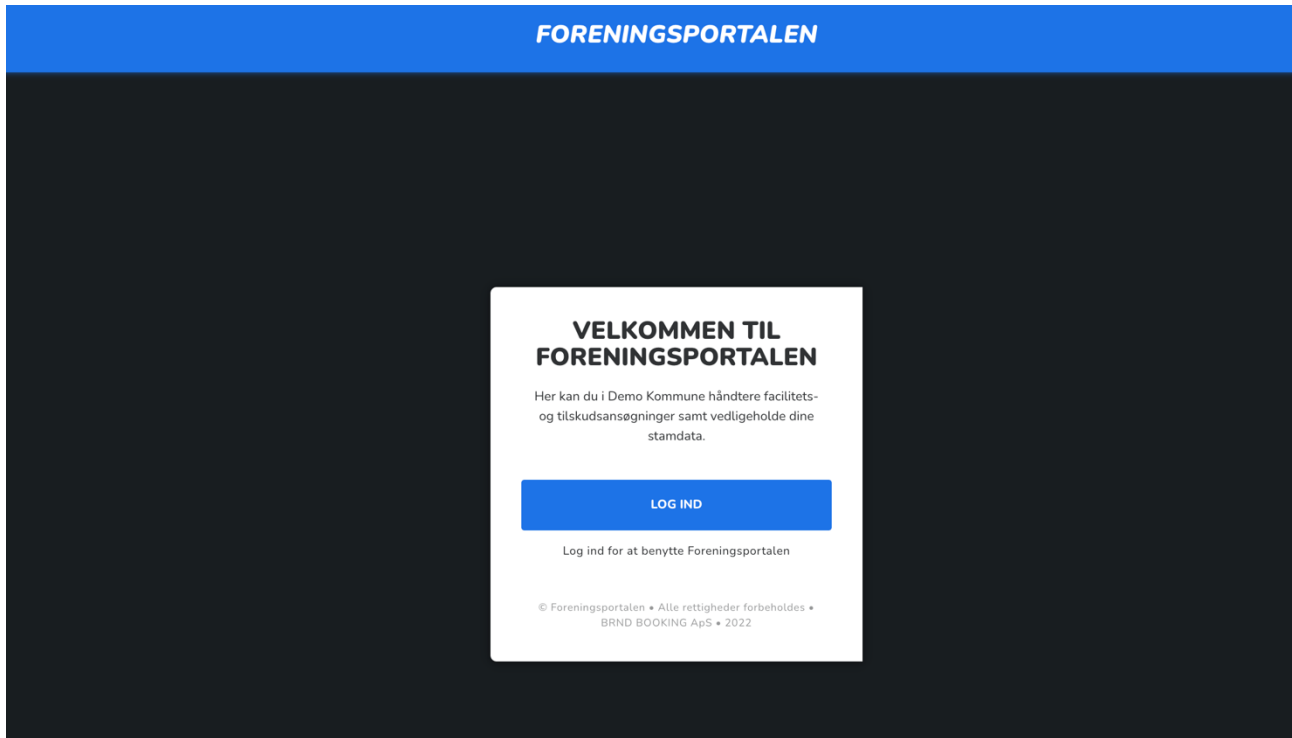 FORENINGSPORTALEN
VELKOMMEN TIL
FORENINGSPORTALEN
Her kan du i Demo Kommune håndtere facilitets-
og tilskudsansøgninger samt vedligeholde dine
stamdata.
LOG IND
Log ind for at benytte Foreningsportalen
© Foreningsportalen • Alle rettigheder forbeholdes •
BRND BOOKING ApS • 2022